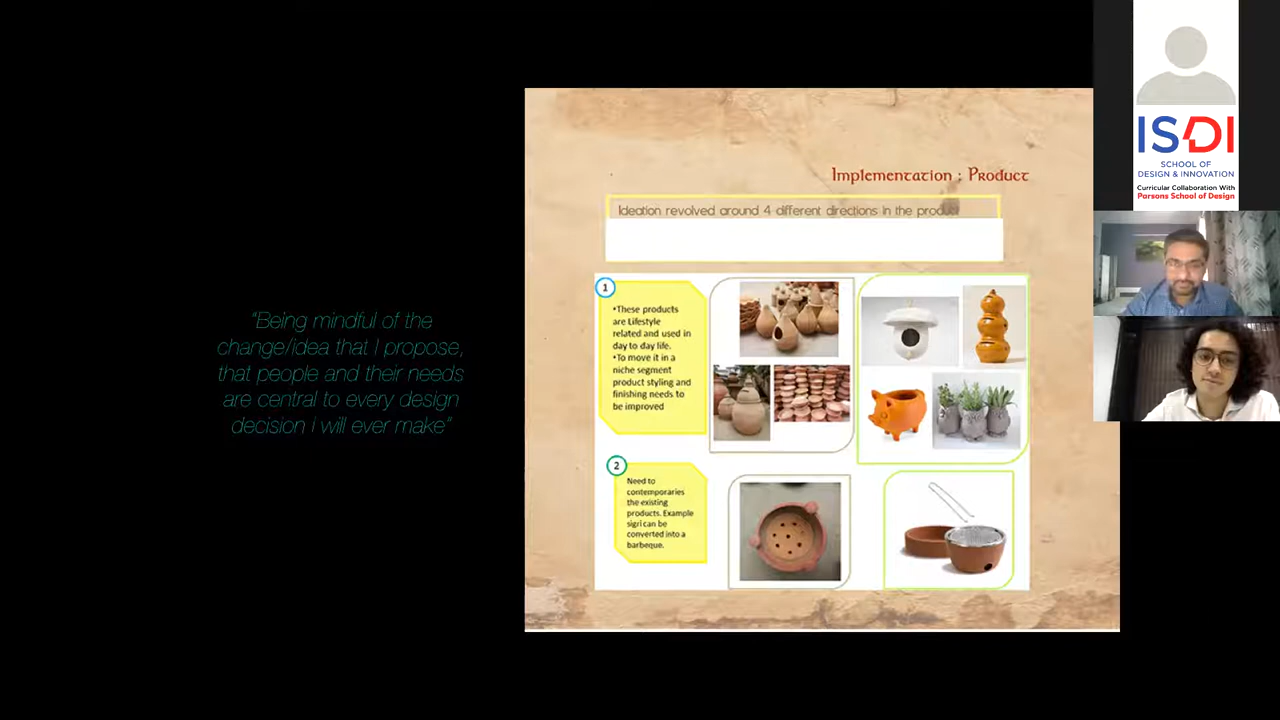 "Being mindful of the
change/idea that I propose,
that people and their needs
are central to every design
decision i will ever make"
Implementation : Product
Ideation revolved around 4 different directions in the product
1
•These products
are Lifestyle
related and used in
day to day life.
•To move it in a
niche segment
product styling and
finishing needs to
be improved
2
Need to
contemporaries
the existing
products. Example
sigri can be
converted into a
barbeque.
ISDI
SCHOOL OF
DESIGN & INNOVATION
Curricular Collaboration With
Parsons School of Design